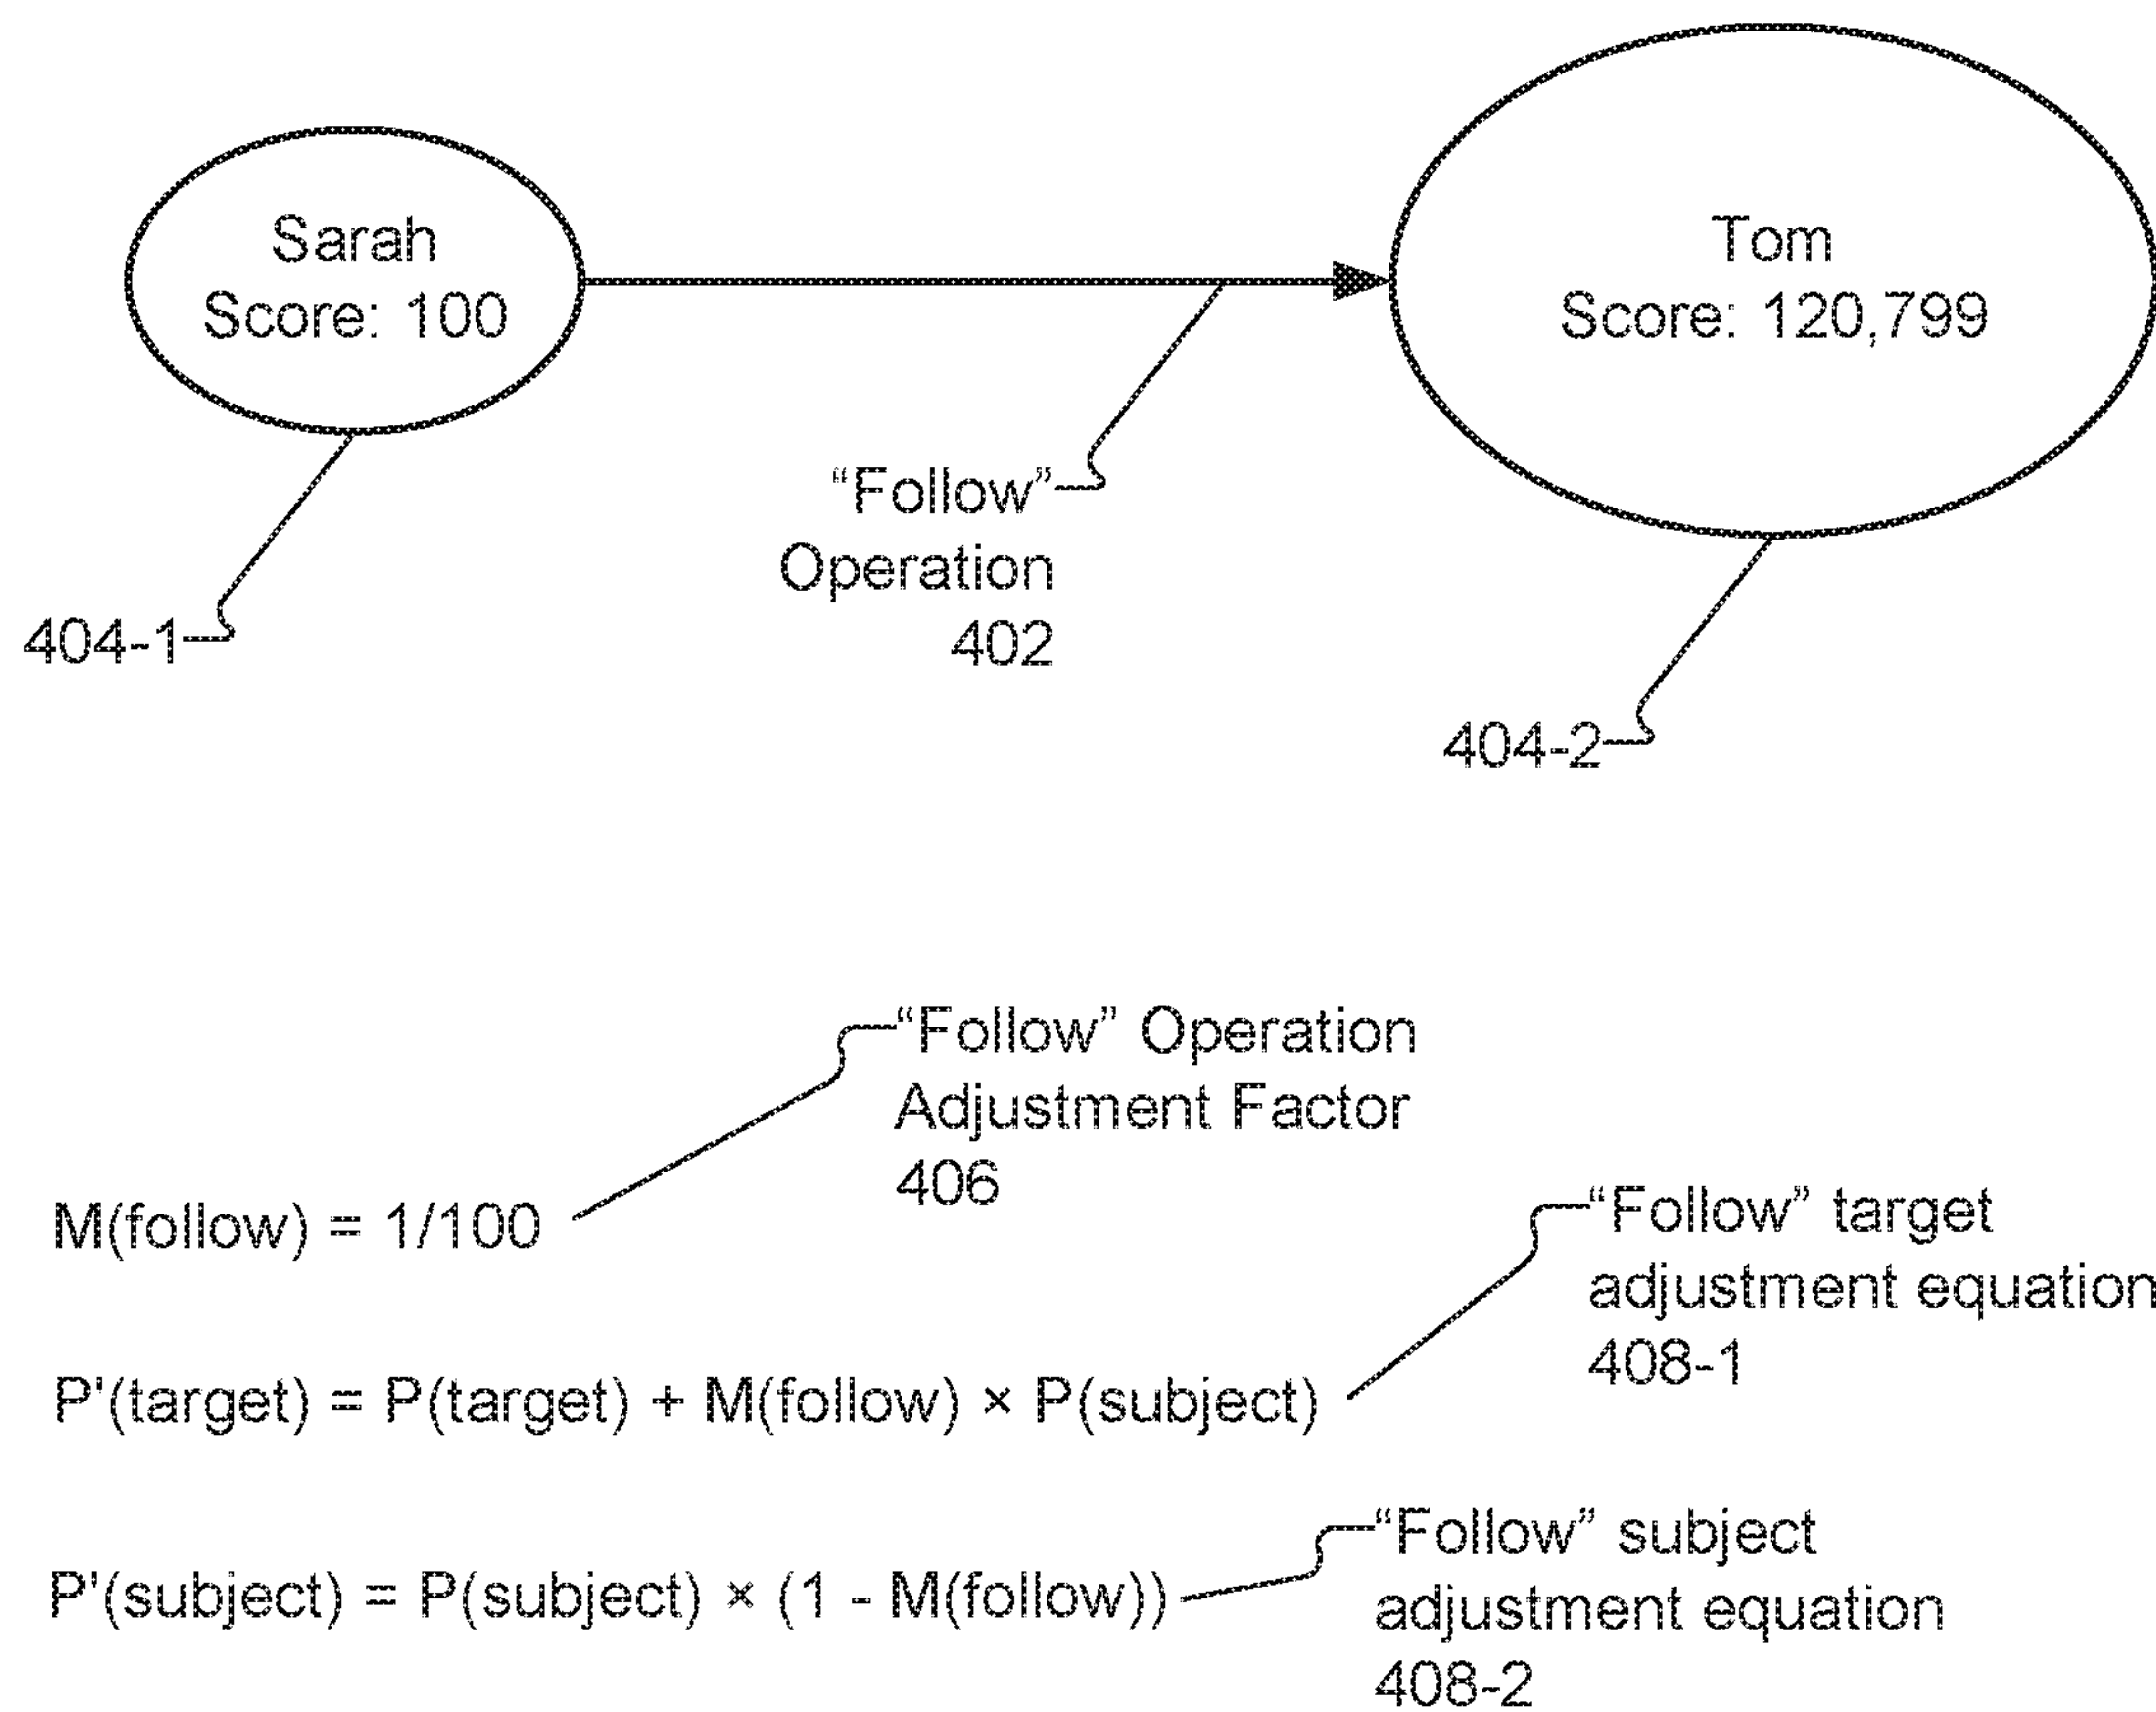 Sarah
Score: 100
Tom
Score: 120,799
“Follow”
Operation
402
404-1
404-2
“Follow” Operation
Adjustment Factor
406
M(follow) = 1/100
“Follow” target
adjustment equation
408-1
P'(target) = P(target) + M(follow) × P(subject)
“Follow” subject
adjustment equation
408-2
P'(subject) = P(subject) × (1 - M(follow))